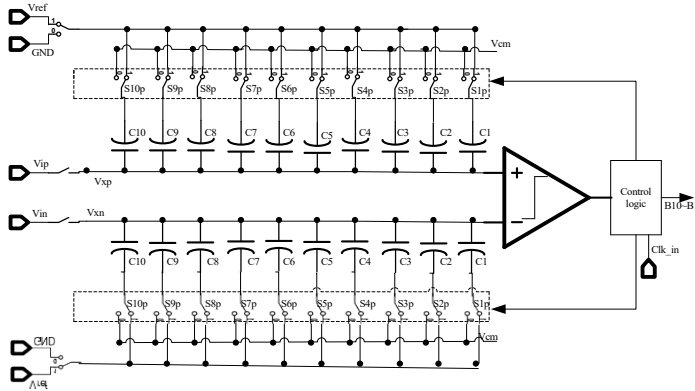 Vref
1
0
GND
Vcm
S10p S9p S8p S7p S6p S5p S4p S3p S2p S1p
C10 C9 C8 C7 C6 C5 C4 C3 C2 C1
Vip
Vxp
+
Control
logic
B10~B
Vin
Vxn
−
Clk_in
C10 C9 C8 C7 C6 C5 C4 C3 C2 C1
S10p S9p S8p S7p S6p S5p S4p S3p S2p S1p
Vcm
GND
Vref